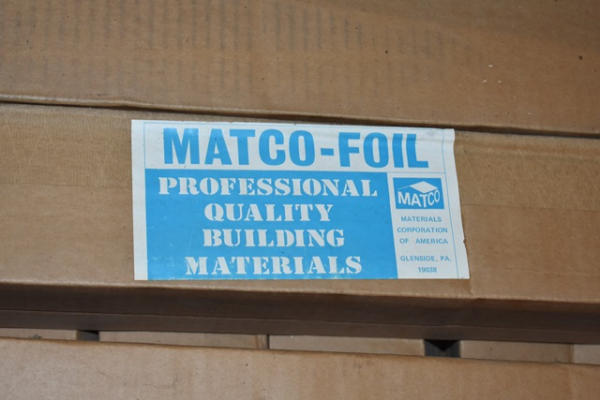 MATCO-FOIL
PROFESSIONAL
QUALITY
BUILDING
MATERIALS
MATCO
MATERIALS
CORPORATION
OF AMERICA
GLENSIDE, PA.
19038